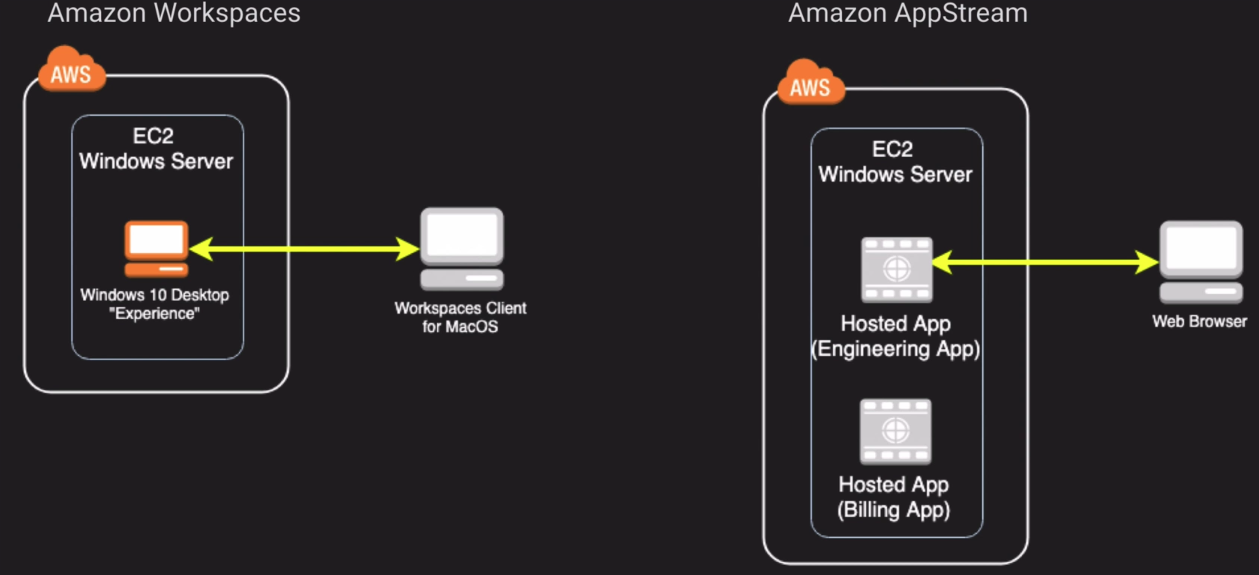 Amazon Workspaces
AWS
EC2
Windows Server
Windows 10 Desktop
"Experience"
Workspaces Client
for MacOS
Amazon AppStream
AWS
EC2
Windows Server
Hosted App
(Engineering App)
Hosted App
(Billing App)
Web Browser